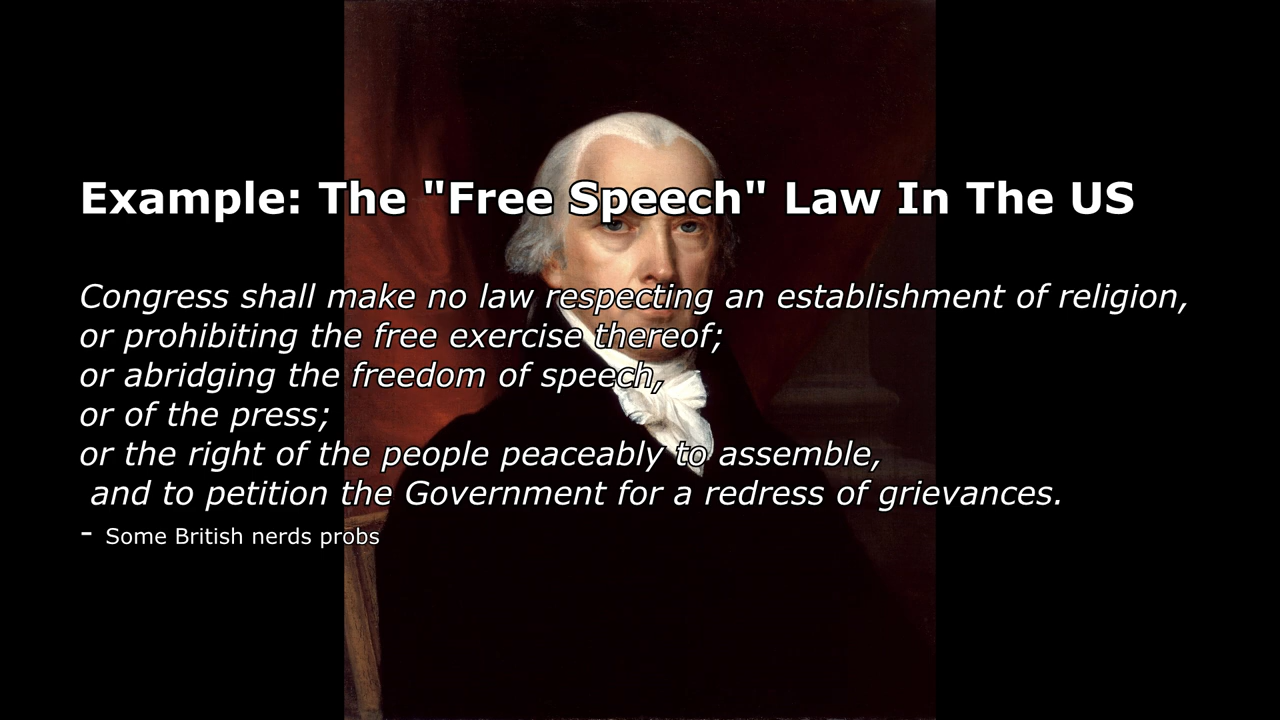 Example: The "Free Speech" Law In The US
Congress shall make no law respecting an establishment of religion,
or prohibiting the free exercise thereof;
or abridging the freedom of speech,
or of the press;
or the right of the people peaceably to assemble,
and to petition the Government for a redress of grievances.
- Some British nerds probs